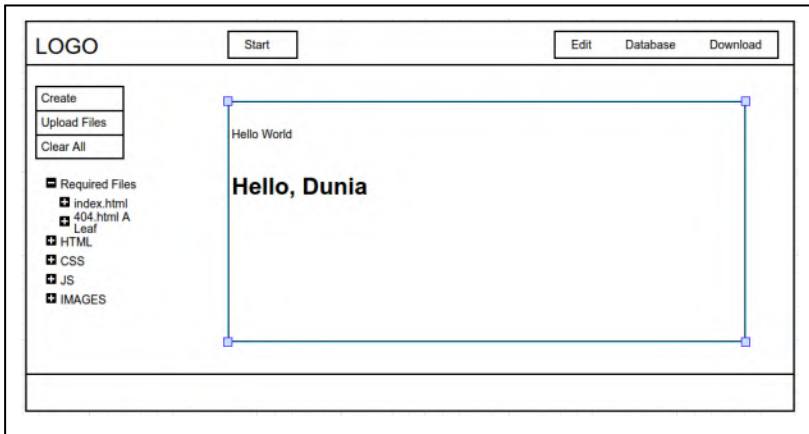 LOGO
Start
Edit Database Download
Create
Upload Files
Clear All
Required Files
index.html
404.html A
Leaf
HTML
CSS
JS
IMAGES
Hello World
Hello, Dunia